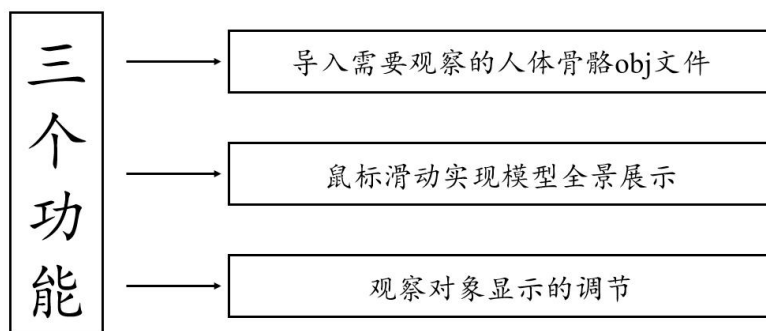 三个功能
导入需要观察的人体骨骼obj文件
鼠标滑动实现模型全景展示
观察对象显示的调节